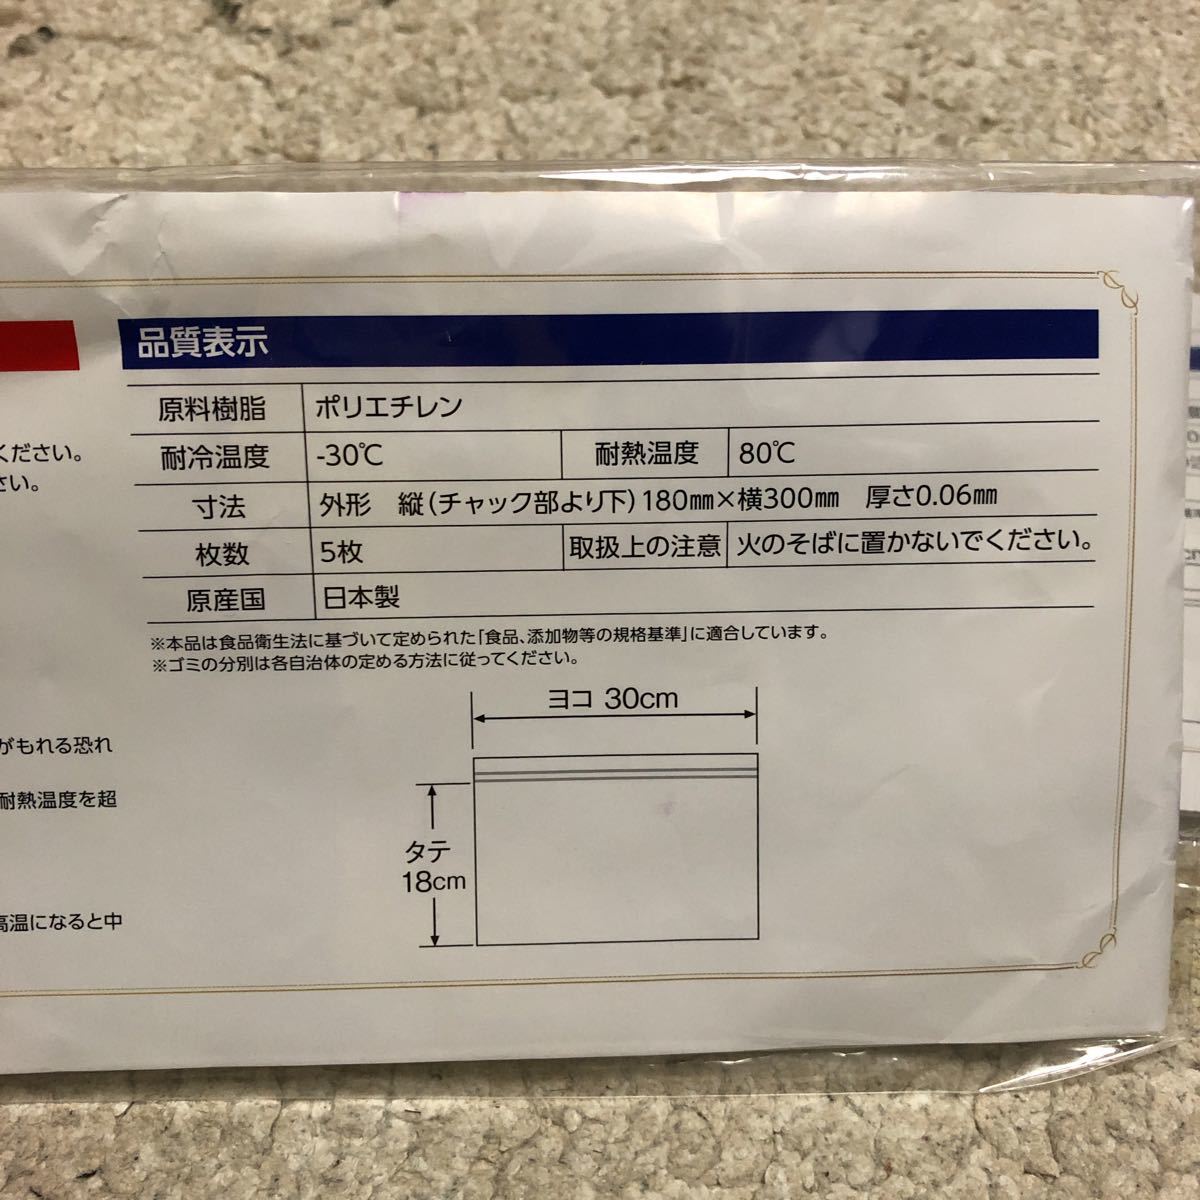 品質表示
原料樹脂 ポリエチレン
耐冷温度 -30℃ 耐熱温度 80℃
寸法 外形 縦(チャック部より下)180㎜×横300㎜ 厚さ0.06㎜
枚数 5枚 取扱上の注意 火のそばに置かないでください。
原産国 日本製
※本品は食品衛生法に基づいて定められた「食品、添加物等の規格基準」に適合しています。
※ゴミの分別は各自治体の定める方法に従ってください。
ヨコ 30cm
タテ
18cm
ください。
さい。
がもれる恐れ
耐熱温度を超
高温になると中